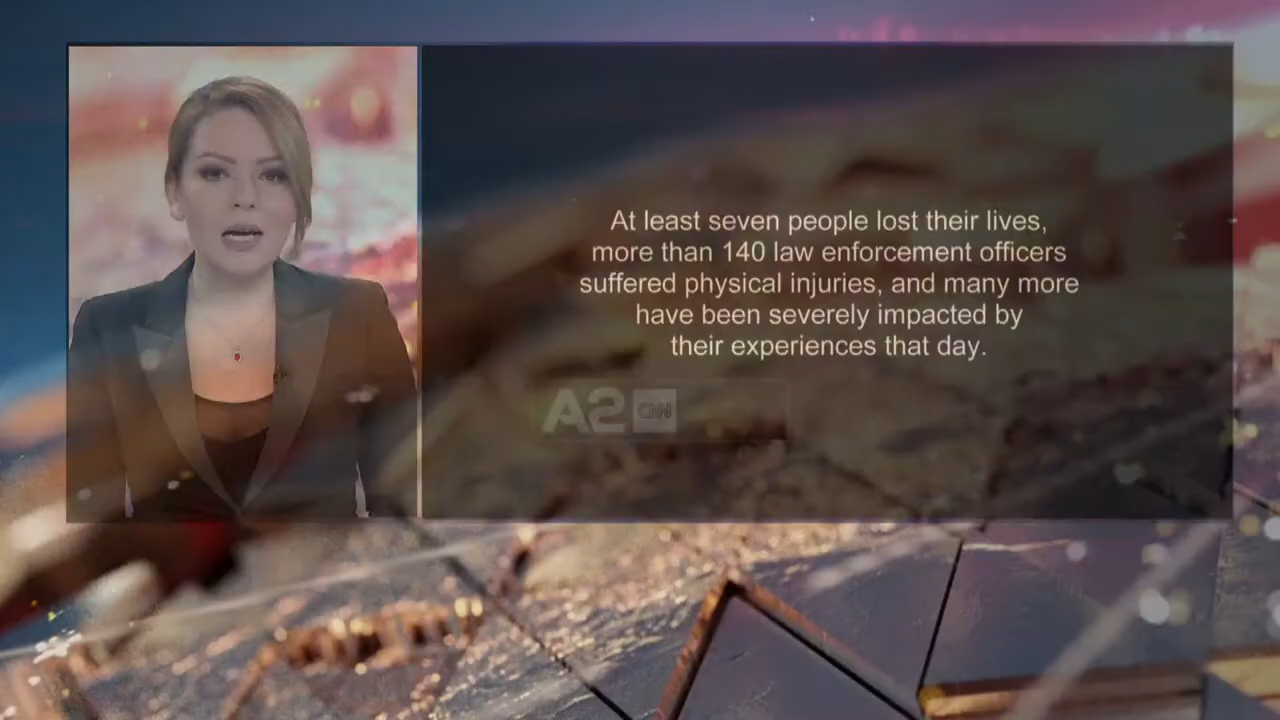 At least seven people lost their lives,
more than 140 law enforcement officers
suffered physical injuries, and many more
have been severely impacted by
their experiences that day.
A2 CNN